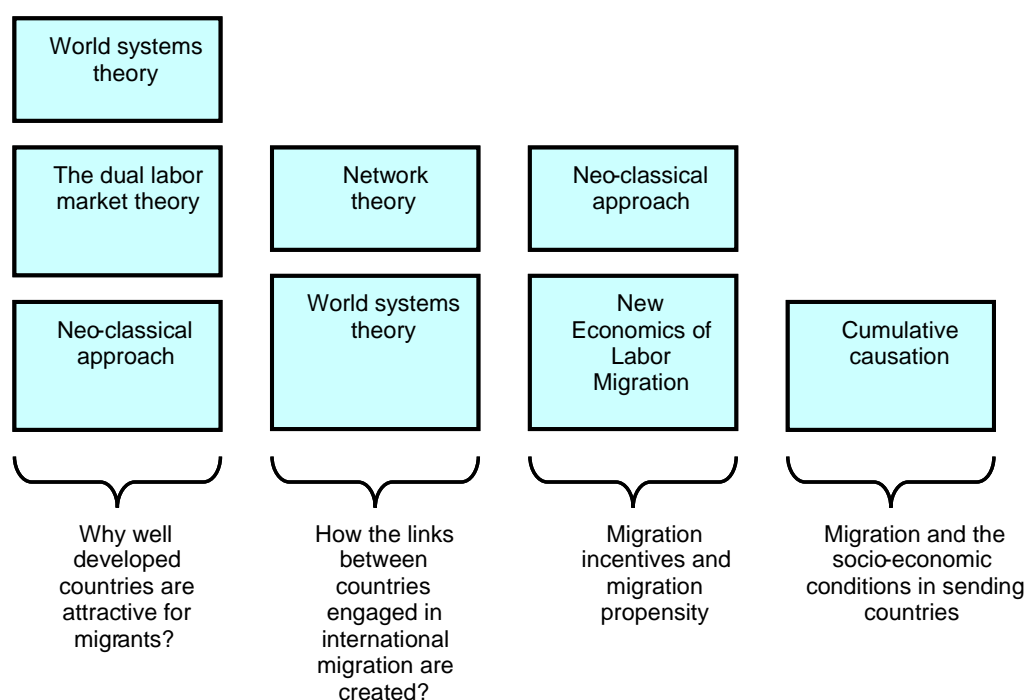 World systems
theory
The dual labor
market theory
Neo-classical
approach
Network
theory
World systems
theory
Neo-classical
approach
New
Economics of
Labor
Migration
Cumulative
causation
Why well
developed
countries are
attractive for
migrants?
How the links
between
countries
engaged in
international
migration are
created?
Migration
incentives and
migration
propensity
Migration and the
socio-economic
conditions in sending
countries